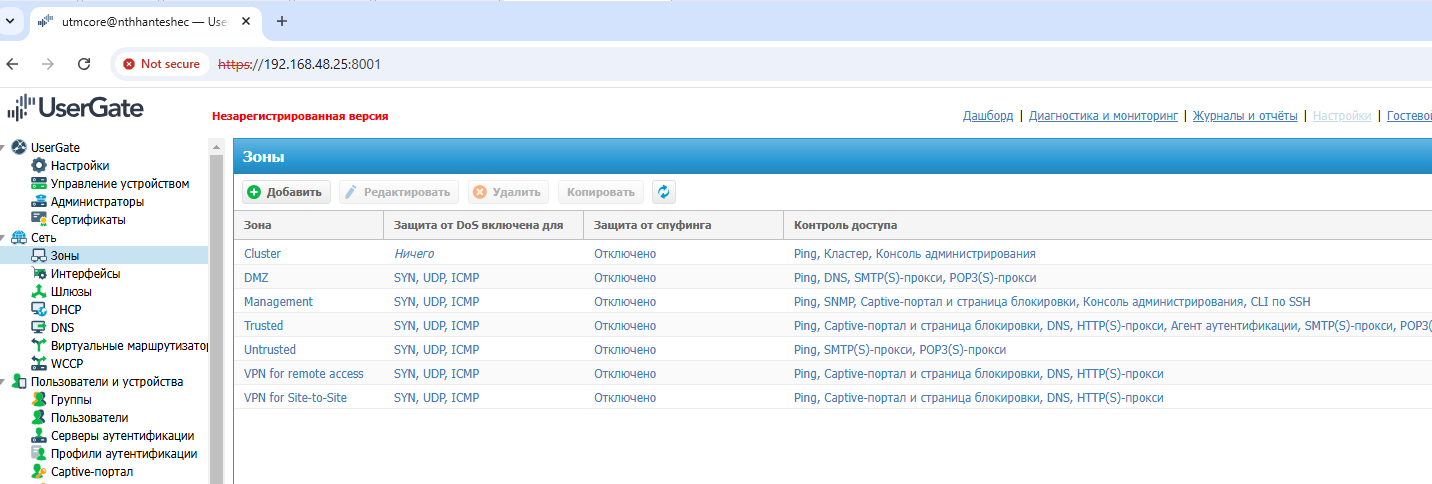 utmcore@nthhanteshec — Use
Not secure https://192.168.48.25:8001
UserGate
Незарегистрированная версия
Дашборд | Диагностика и мониторинг | Журналы и отчёты | Настройки | Гостевой
UserGate
Настройки
Управление устройством
Администраторы
Сертификаты
Сеть
Зоны
Интерфейсы
Шлюзы
DHCP
DNS
Виртуальные маршрутизатор
WCCP
Пользователи и устройства
Группы
Пользователи
Серверы аутентификации
Профили аутентификации
Captive-портал
Зоны
Добавить Редактировать Удалить Копировать
Зона Защита от DoS включена для Защита от спуфинга Контроль доступа
Cluster Ничего Отключено Ping, Кластер, Консоль администрирования
DMZ SYN, UDP, ICMP Отключено Ping, DNS, SMTP(S)-прокси, POP3(S)-прокси
Management SYN, UDP, ICMP Отключено Ping, SNMP, Captive-портал и страница блокировки, Консоль администрирования, CLI по SSH
Trusted SYN, UDP, ICMP Отключено Ping, Captive-портал и страница блокировки, DNS, HTTP(S)-прокси, Агент аутентификации, SMTP(S)-прокси, POP3(
Untrusted SYN, UDP, ICMP Отключено Ping, SMTP(S)-прокси, POP3(S)-прокси
VPN for remote access SYN, UDP, ICMP Отключено Ping, Captive-портал и страница блокировки, DNS, HTTP(S)-прокси
VPN for Site-to-Site SYN, UDP, ICMP Отключено Ping, Captive-портал и страница блокировки, DNS, HTTP(S)-прокси